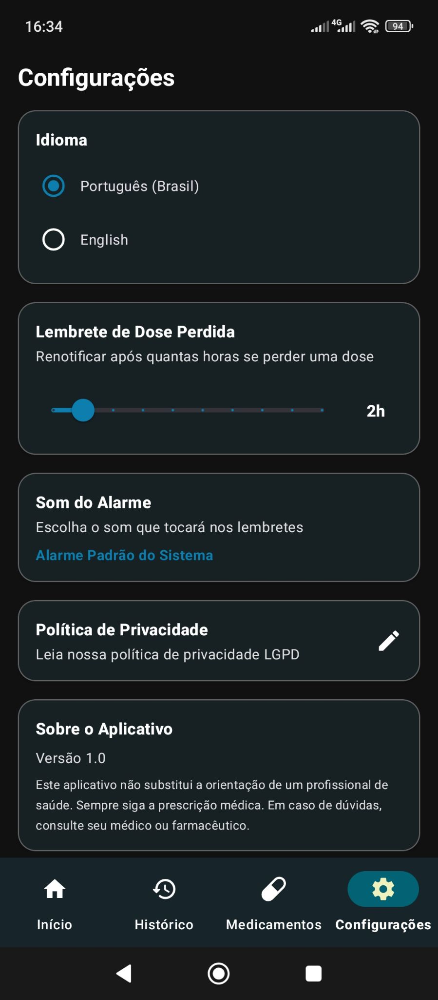 16:34
4G
94
Configurações
Idioma
Português (Brasil)
English
Lembrete de Dose Perdida
Renotificar após quantas horas se perder uma dose
2h
Som do Alarme
Escolha o som que tocará nos lembretes
Alarme Padrão do Sistema
Política de Privacidade
Leia nossa política de privacidade LGPD
Sobre o Aplicativo
Versão 1.0
Este aplicativo não substitui a orientação de um profissional de
saúde. Sempre siga a prescrição médica. Em caso de dúvidas,
consulte seu médico ou farmacêutico.
Início
Histórico
Medicamentos
Configurações